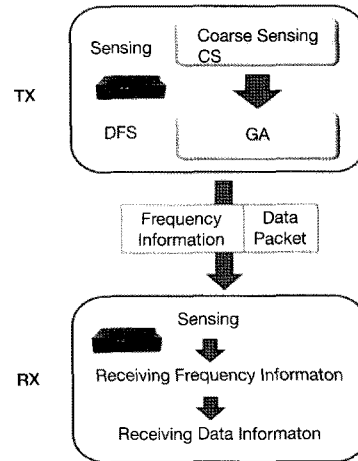 TX
Sensing
Coarse Sensing
CS
DFS
GA
Frequency
Information
Data
Packet
RX
Sensing
Receiving Frequency Informaton
Receiving Data Informaton